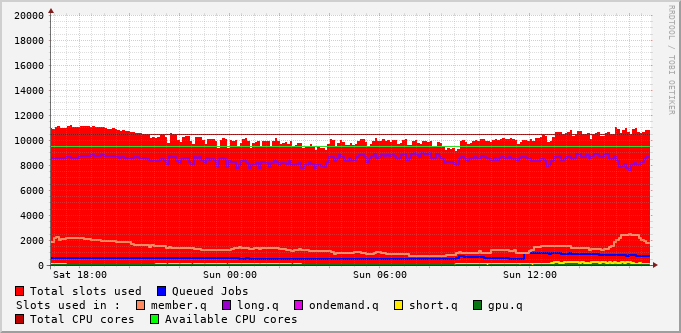 RRDTOOL / TOBI OETIKER
20000
18000
16000
14000
12000
10000
8000
6000
4000
2000
0
Sat 18:00 Sun 00:00 Sun 06:00 Sun 12:00
Total slots used Queued Jobs
Slots used in : member.q long.q ondemand.q short.q gpu.q
Total CPU cores Available CPU cores